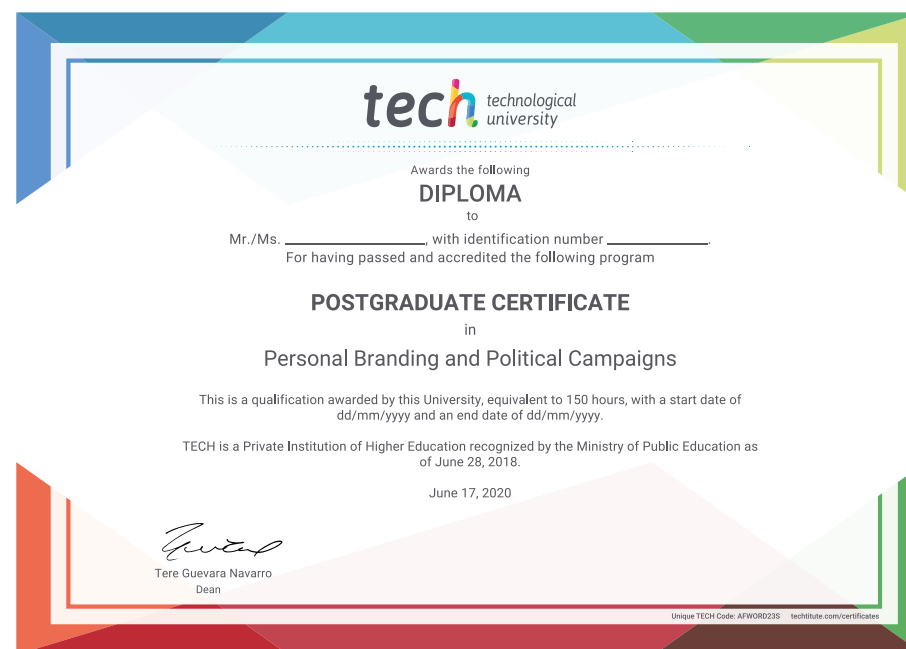 tech technological
university
Awards the following
DIPLOMA
to
Mr./Ms. ____________________, with identification number ______________.
For having passed and accredited the following program
POSTGRADUATE CERTIFICATE
in
Personal Branding and Political Campaigns
This is a qualification awarded by this University, equivalent to 150 hours, with a start date of
dd/mm/yyyy and an end date of dd/mm/yyyy.
TECH is a Private Institution of Higher Education recognized by the Ministry of Public Education as
of June 28, 2018.
June 17, 2020
Tere Guevara Navarro
Dean
Unique TECH Code: AFWORD23S techtitute.com/certificates